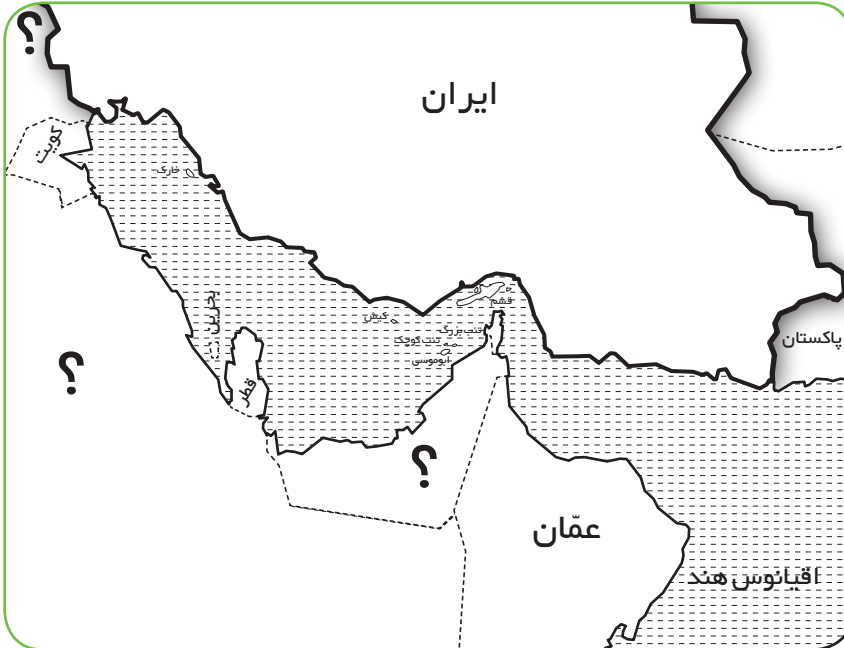 ؟
ایران
کویت
خارک
بحرین
قشم
کیش
تنب بزرگ
تنب کوچک
ابوموسی
پاکستان
؟
قطر
؟
عمّان
اقیانوس هند